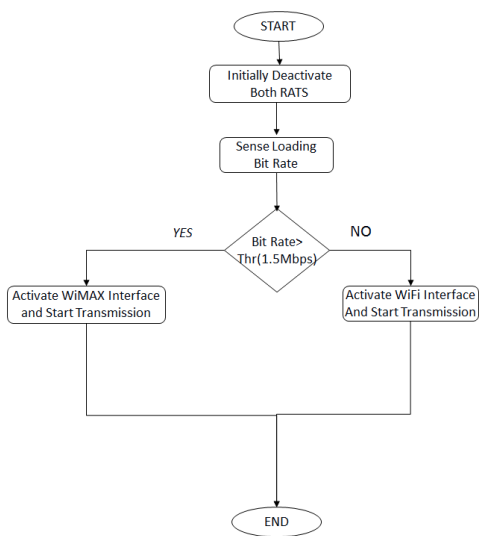 START
Initially Deactivate
Both RATS
Sense Loading
Bit Rate
YES
NO
Bit Rate>
Thr(1.5Mbps)
Activate WiMAX Interface
and Start Transmission
Activate WiFi Interface
And Start Transmission
END